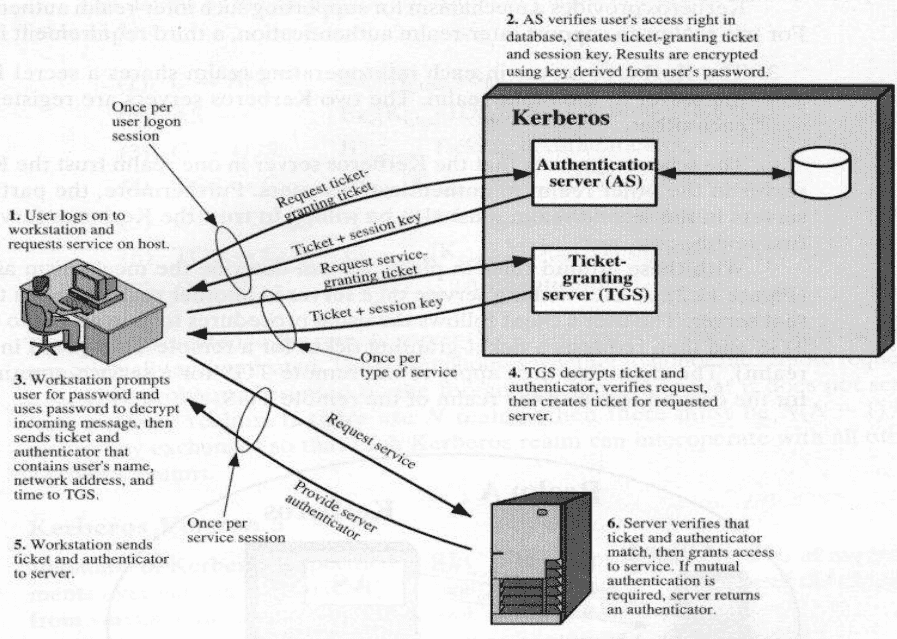 2. AS verifies user's access right in
database, creates ticket-granting ticket
and session key. Results are encrypted
using key derived from user's password.
Once per
user logon
session
Kerberos
Authentication
server (AS)
Request ticket-
granting ticket
Ticket + session key
1. User logs on to
workstation and
requests service on host.
Request service-
granting ticket
Ticket-
granting
server (TGS)
Ticket + session key
Once per
type of service
3. Workstation prompts
user for password and
uses password to decrypt
incoming message, then
sends ticket and
authenticator that
contains user's name,
network address, and
time to TGS.
4. TGS decrypts ticket and
authenticator, verifies request,
then creates ticket for requested
server.
Request service
Provide server
authenticator
Once per
service session
5. Workstation sends
ticket and authenticator
to server.
6. Server verifies that
ticket and authenticator
match, then grants access
to service. If mutual
authentication is
required, server returns
an authenticator.